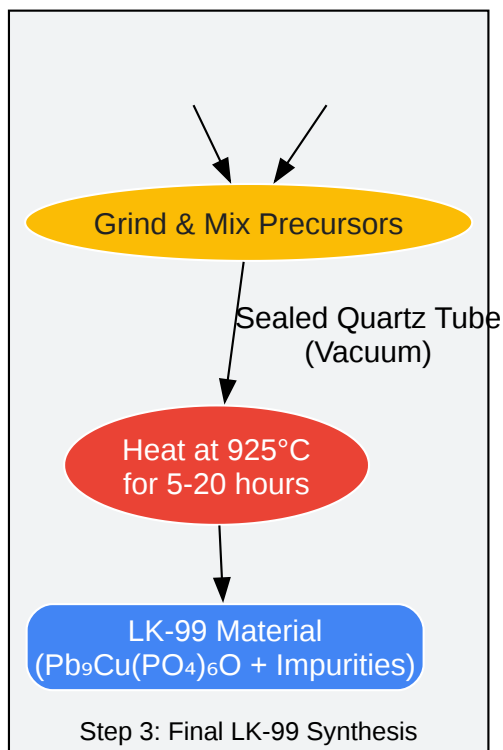 Grind & Mix Precursors
Sealed Quartz Tube
(Vacuum)
Heat at 925°C
for 5-20 hours
LK-99 Material
(Pb₉Cu(PO₄)₆O + Impurities)
Step 3: Final LK-99 Synthesis